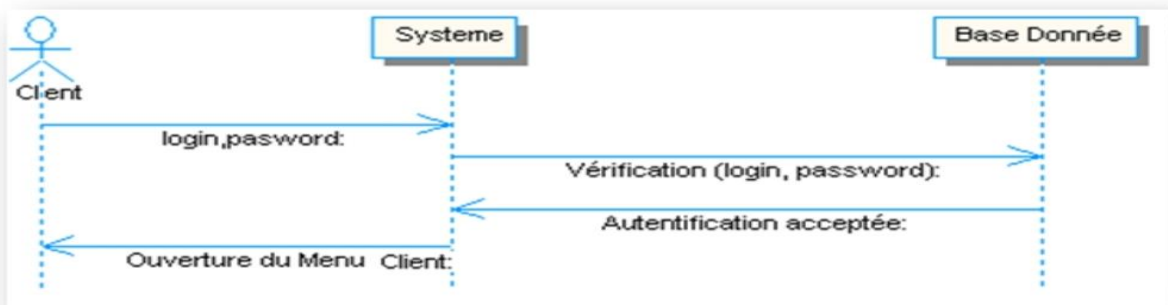 Systeme
Base Donnée
Client
login,pasword:
Vérification (login, password):
Autentification acceptée:
Ouverture du Menu Client: